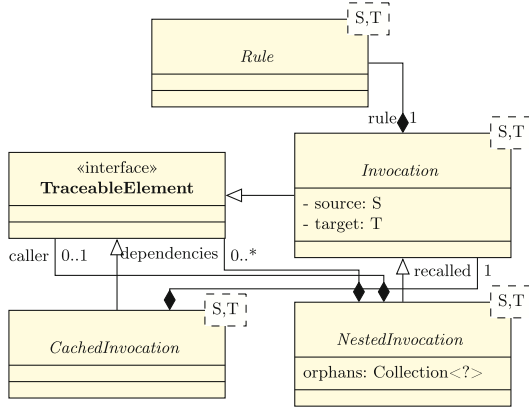 S,T
Rule
rule 1
S,T
«interface»
TraceableElement
Invocation
- source: S
- target: T
caller 0..1 dependencies 0..*
recalled 1
S,T
S,T
CachedInvocation
NestedInvocation
orphans: Collection<?>